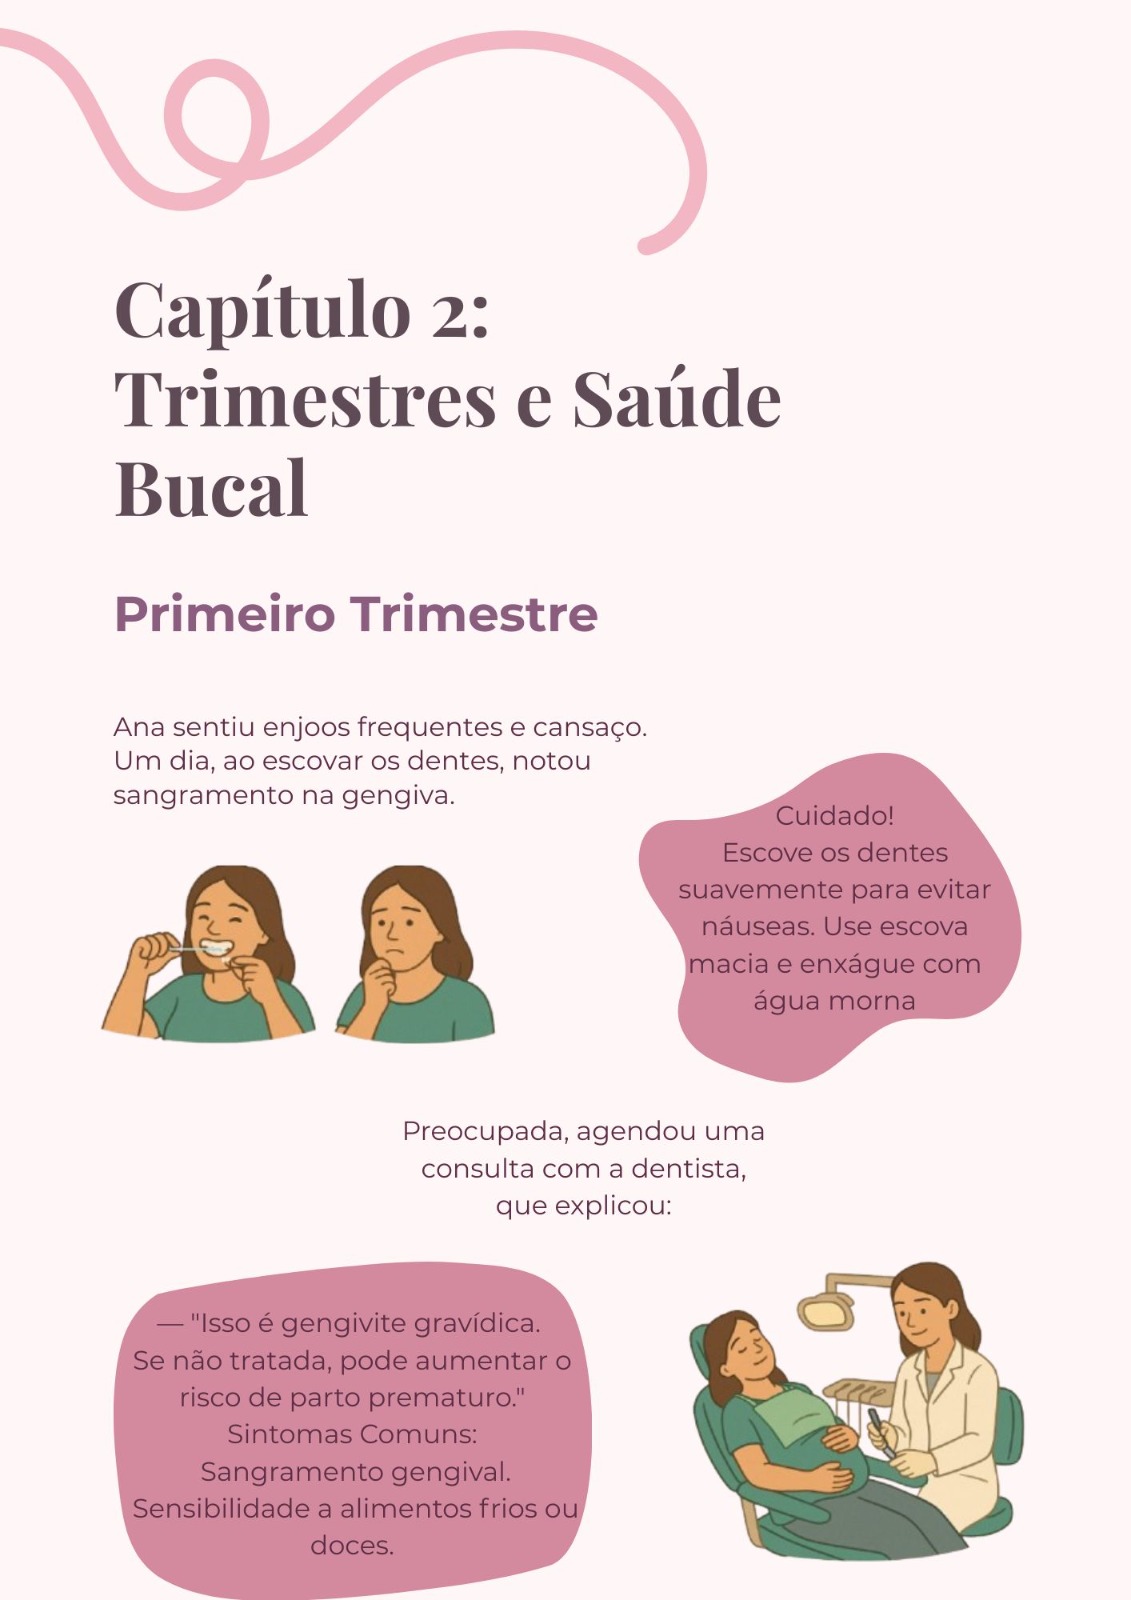 Capítulo 2:
Trimestres e Saúde
Bucal
Primeiro Trimestre
Ana sentiu enjoos frequentes e cansaço.
Um dia, ao escovar os dentes, notou
sangramento na gengiva.
Cuidado!
Escove os dentes
suavemente para evitar
náuseas. Use escova
macia e enxágue com
água morna
Preocupada, agendou uma
consulta com a dentista,
que explicou:
— "Isso é gengivite gravídica.
Se não tratada, pode aumentar o
risco de parto prematuro."
Sintomas Comuns:
Sangramento gengival.
Sensibilidade a alimentos frios ou
doces.